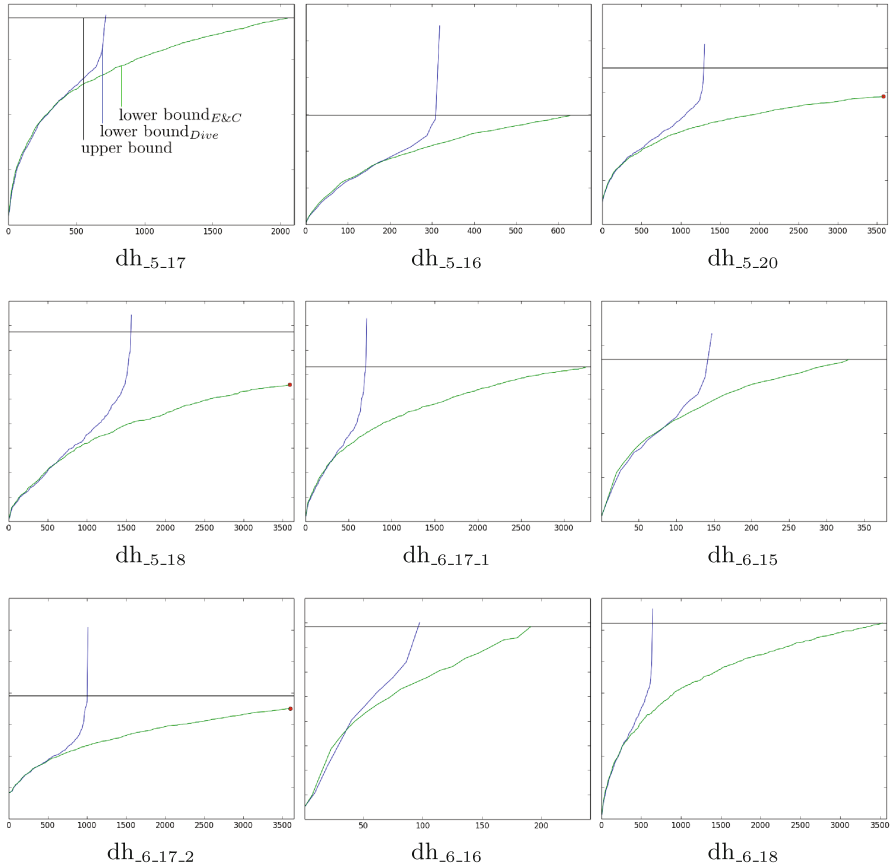 lower bound_E&C
lower bound_Dive
upper bound
0 500 1000 1500 2000
0 100 200 300 400 500 600
0 500 1000 1500 2000 2500 3000 3500
dh_5_17 dh_5_16 dh_5_20
0 500 1000 1500 2000 2500 3000 3500
0 500 1000 1500 2000 2500 3000
50 100 150 200 250 300 350
dh_5_18 dh_6_17_1 dh_6_15
0 500 1000 1500 2000 2500 3000 3500
50 100 150 200
0 500 1000 1500 2000 2500 3000 3500
dh_6_17_2 dh_6_16 dh_6_18